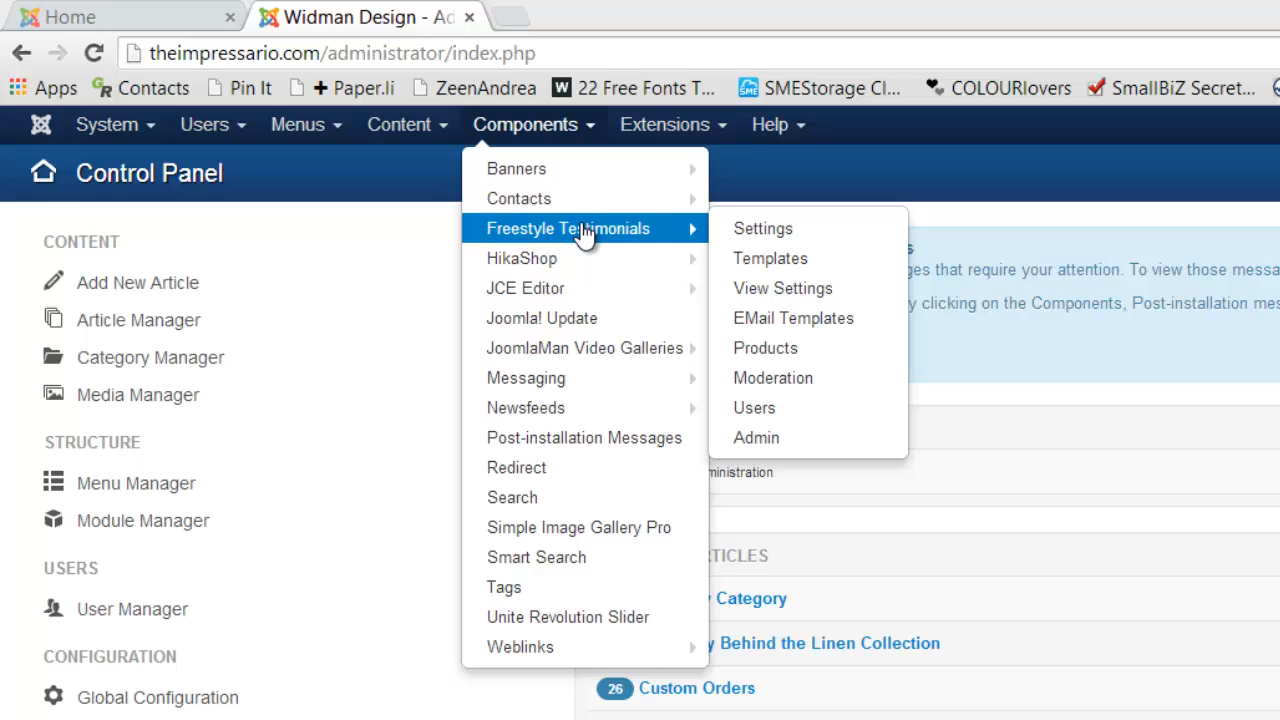 Home × Widman Design - Ad ×
theimpressario.com/administrator/index.php
Apps GR Contacts Pin It + Paper.li ZeenAndrea W 22 Free Fonts T... SME SMEStorage Cl... COLOURlovers SmallBiZ Secret...
System Users Menus Content Components Extensions Help
Control Panel
Banners
Contacts
Freestyle Testimonials
HikaShop
JCE Editor
Joomla! Update
JoomlaMan Video Galleries
Messaging
Newsfeeds
Post-installation Messages
Redirect
Search
Simple Image Gallery Pro
Smart Search
Tags
Unite Revolution Slider
Weblinks
Settings
Templates
View Settings
EMail Templates
Products
Moderation
Users
Admin
CONTENT
Add New Article
Article Manager
Category Manager
Media Manager
STRUCTURE
Menu Manager
Module Manager
USERS
User Manager
CONFIGURATION
Global Configuration
that require your attention. To view those
clicking on the Components, Post-installation
Category
Behind the Linen Collection
26 Custom Orders